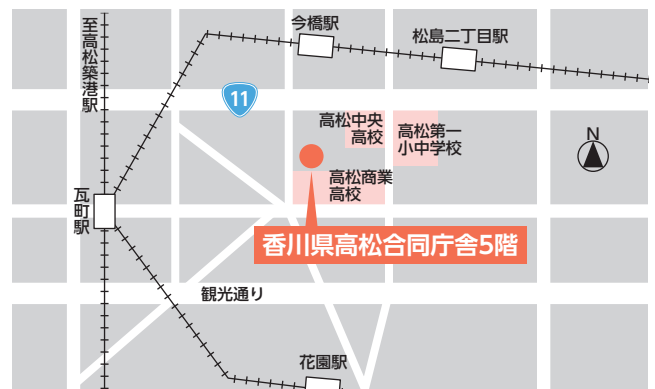 今橋駅
松島二丁目駅
至高松築港駅
11
高松中央
高校
高松第一
小中学校
N
高松商業
高校
瓦町駅
香川県高松合同庁舎5階
観光通り
花園駅